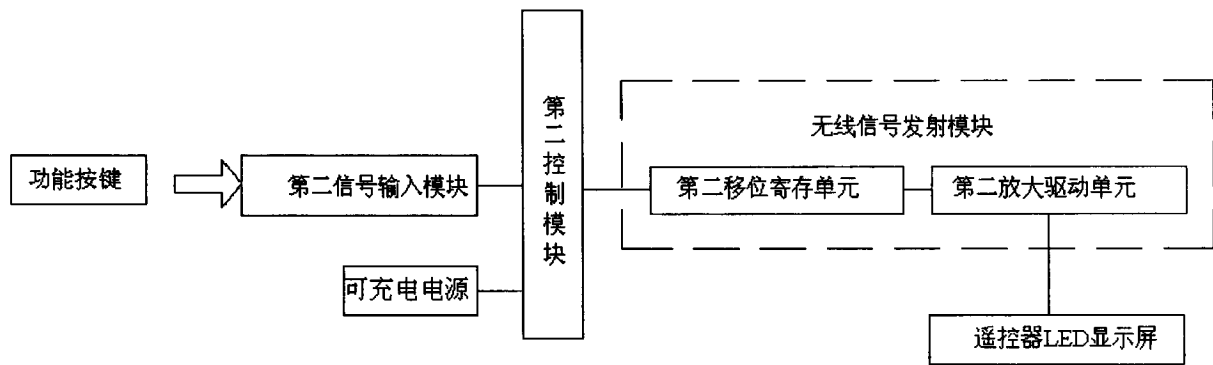 功能按键
第二信号输入模块
可充电电源
第二控制模块
无线信号发射模块
第二移位寄存单元
第二放大驱动单元
遥控器LED显示屏